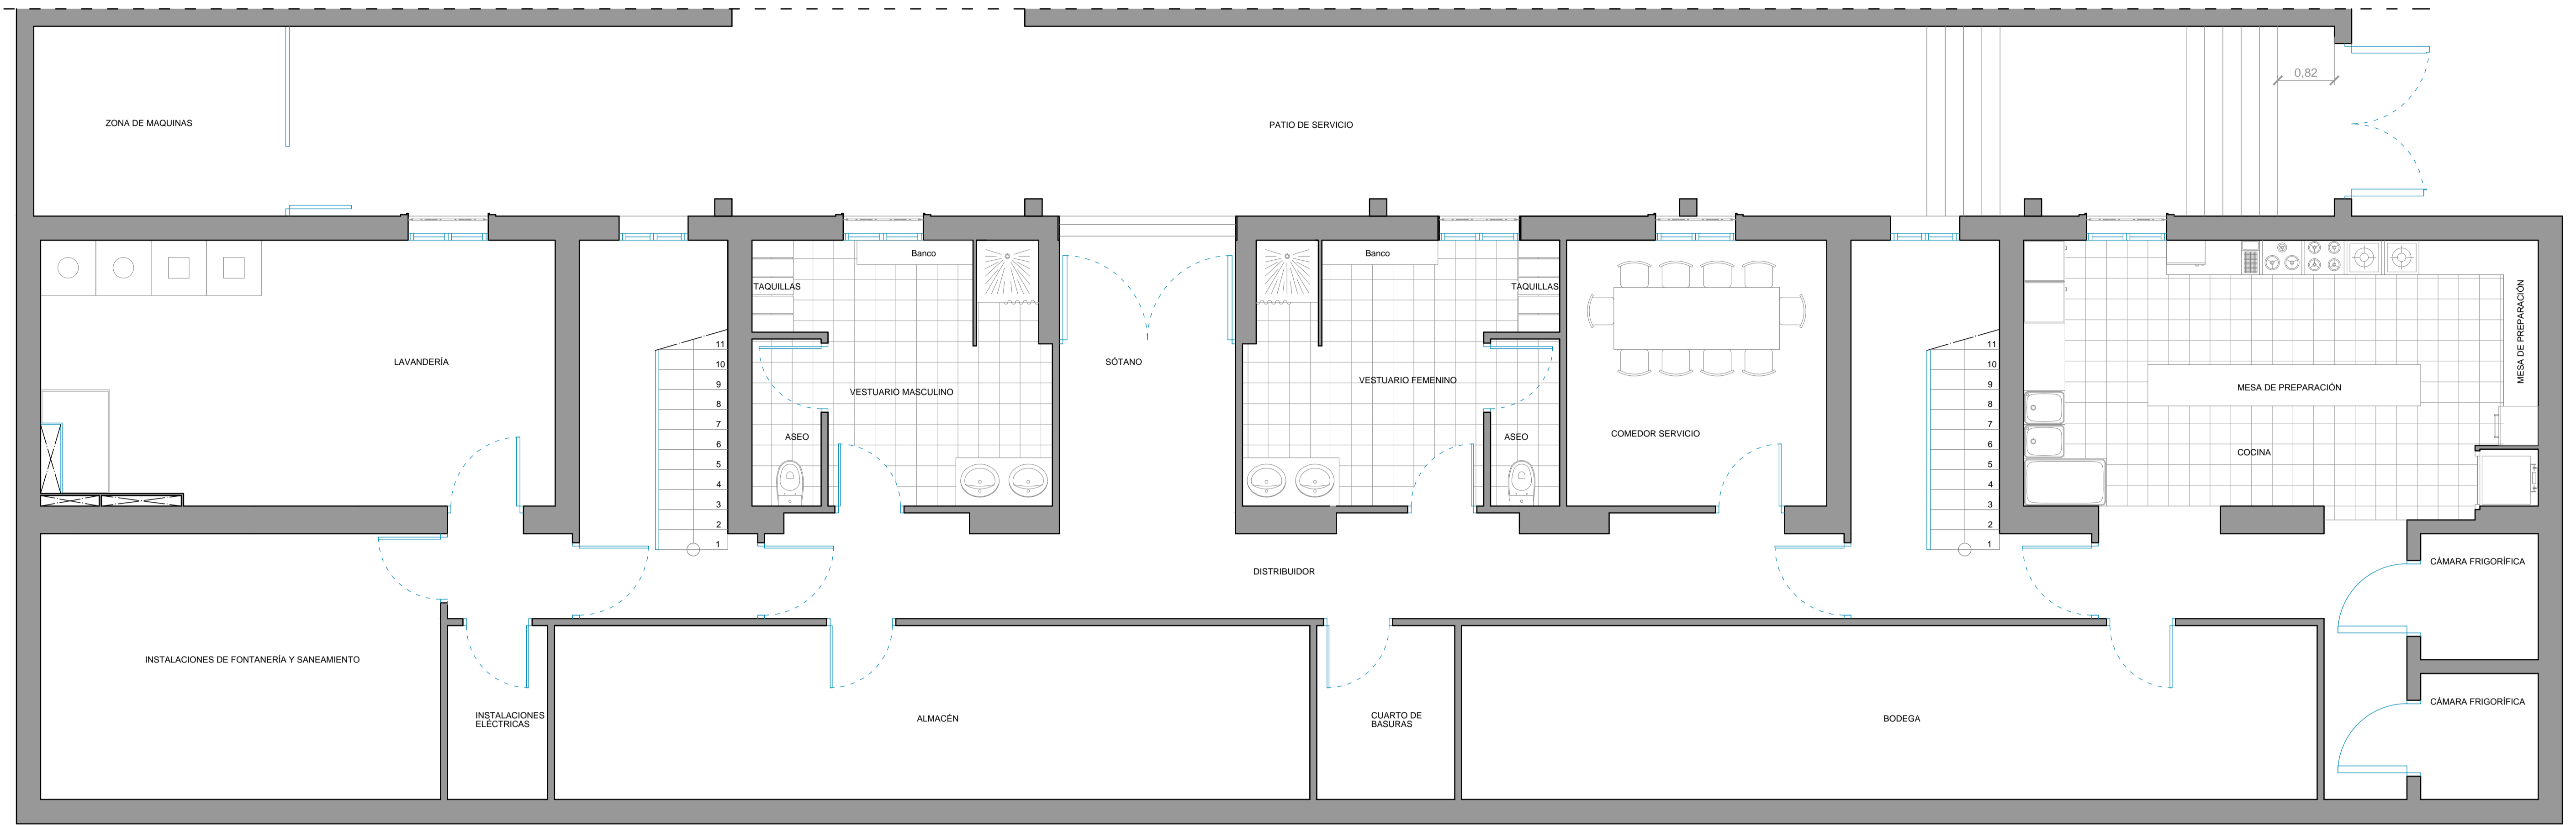 0,82
ZONA DE MAQUINAS
PATIO DE SERVICIO
Banco
Banco
TAQUILLAS
TAQUILLAS
MESA DE PREPARACIÓN
LAVANDERÍA
11
10
9
8
7
6
5
4
3
2
1
SÓTANO
VESTUARIO MASCULINO
VESTUARIO FEMENINO
ASEO
ASEO
COMEDOR SERVICIO
11
10
9
8
7
6
5
4
3
2
1
MESA DE PREPARACIÓN
COCINA
DISTRIBUIDOR
CÁMARA FRIGORÍFICA
INSTALACIONES DE FONTANERÍA Y SANEAMIENTO
INSTALACIONES
ELÉCTRICAS
ALMACÉN
CUARTO DE
BASURAS
BODEGA
CÁMARA FRIGORÍFICA